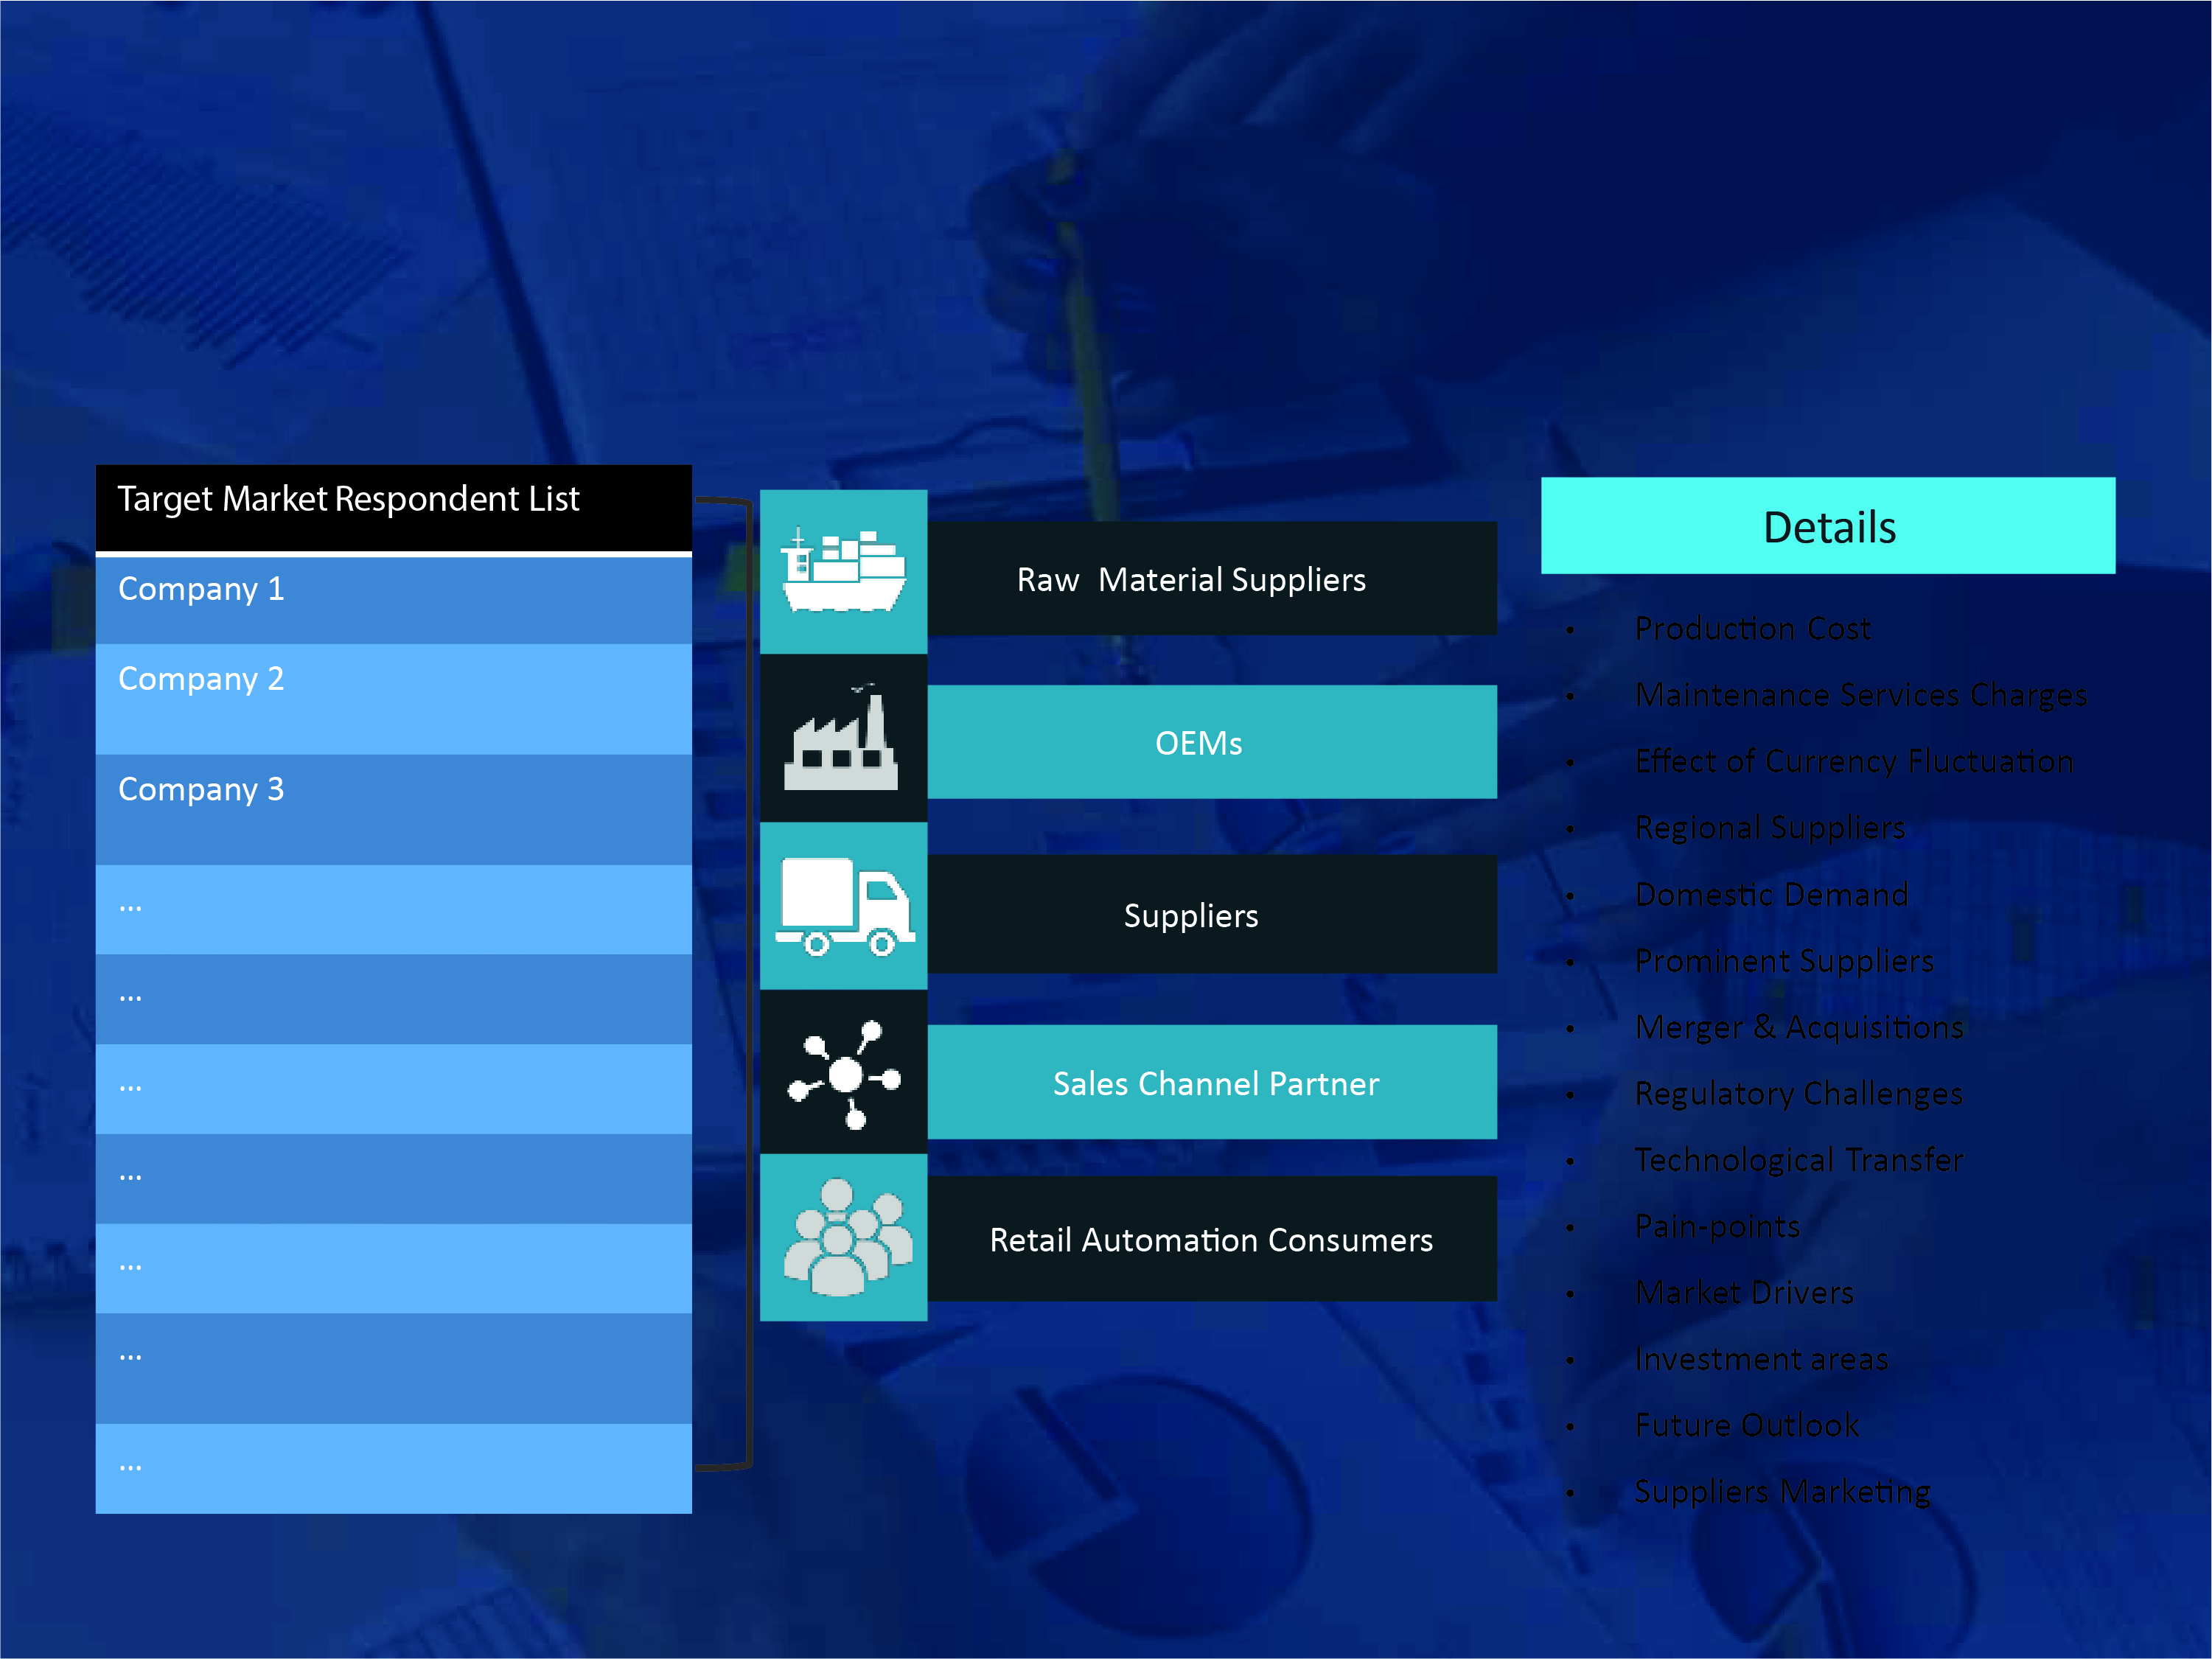 Target Market Respondent List
Company 1
Company 2
Company 3
...
...
...
...
...
...
...
Raw  Material Suppliers
OEMs
Suppliers
Sales Channel Partner
Retail Automation Consumers
Details
• Production Cost
• Maintenance Services Charges
• Effect of Currency Fluctuation
• Regional Suppliers
• Domestic Demand
• Prominent Suppliers
• Merger & Acquisitions
• Regulatory Challenges
• Technological Transfer
• Pain-points
• Market Drivers
• Investment areas
• Future Outlook
• Suppliers Marketing